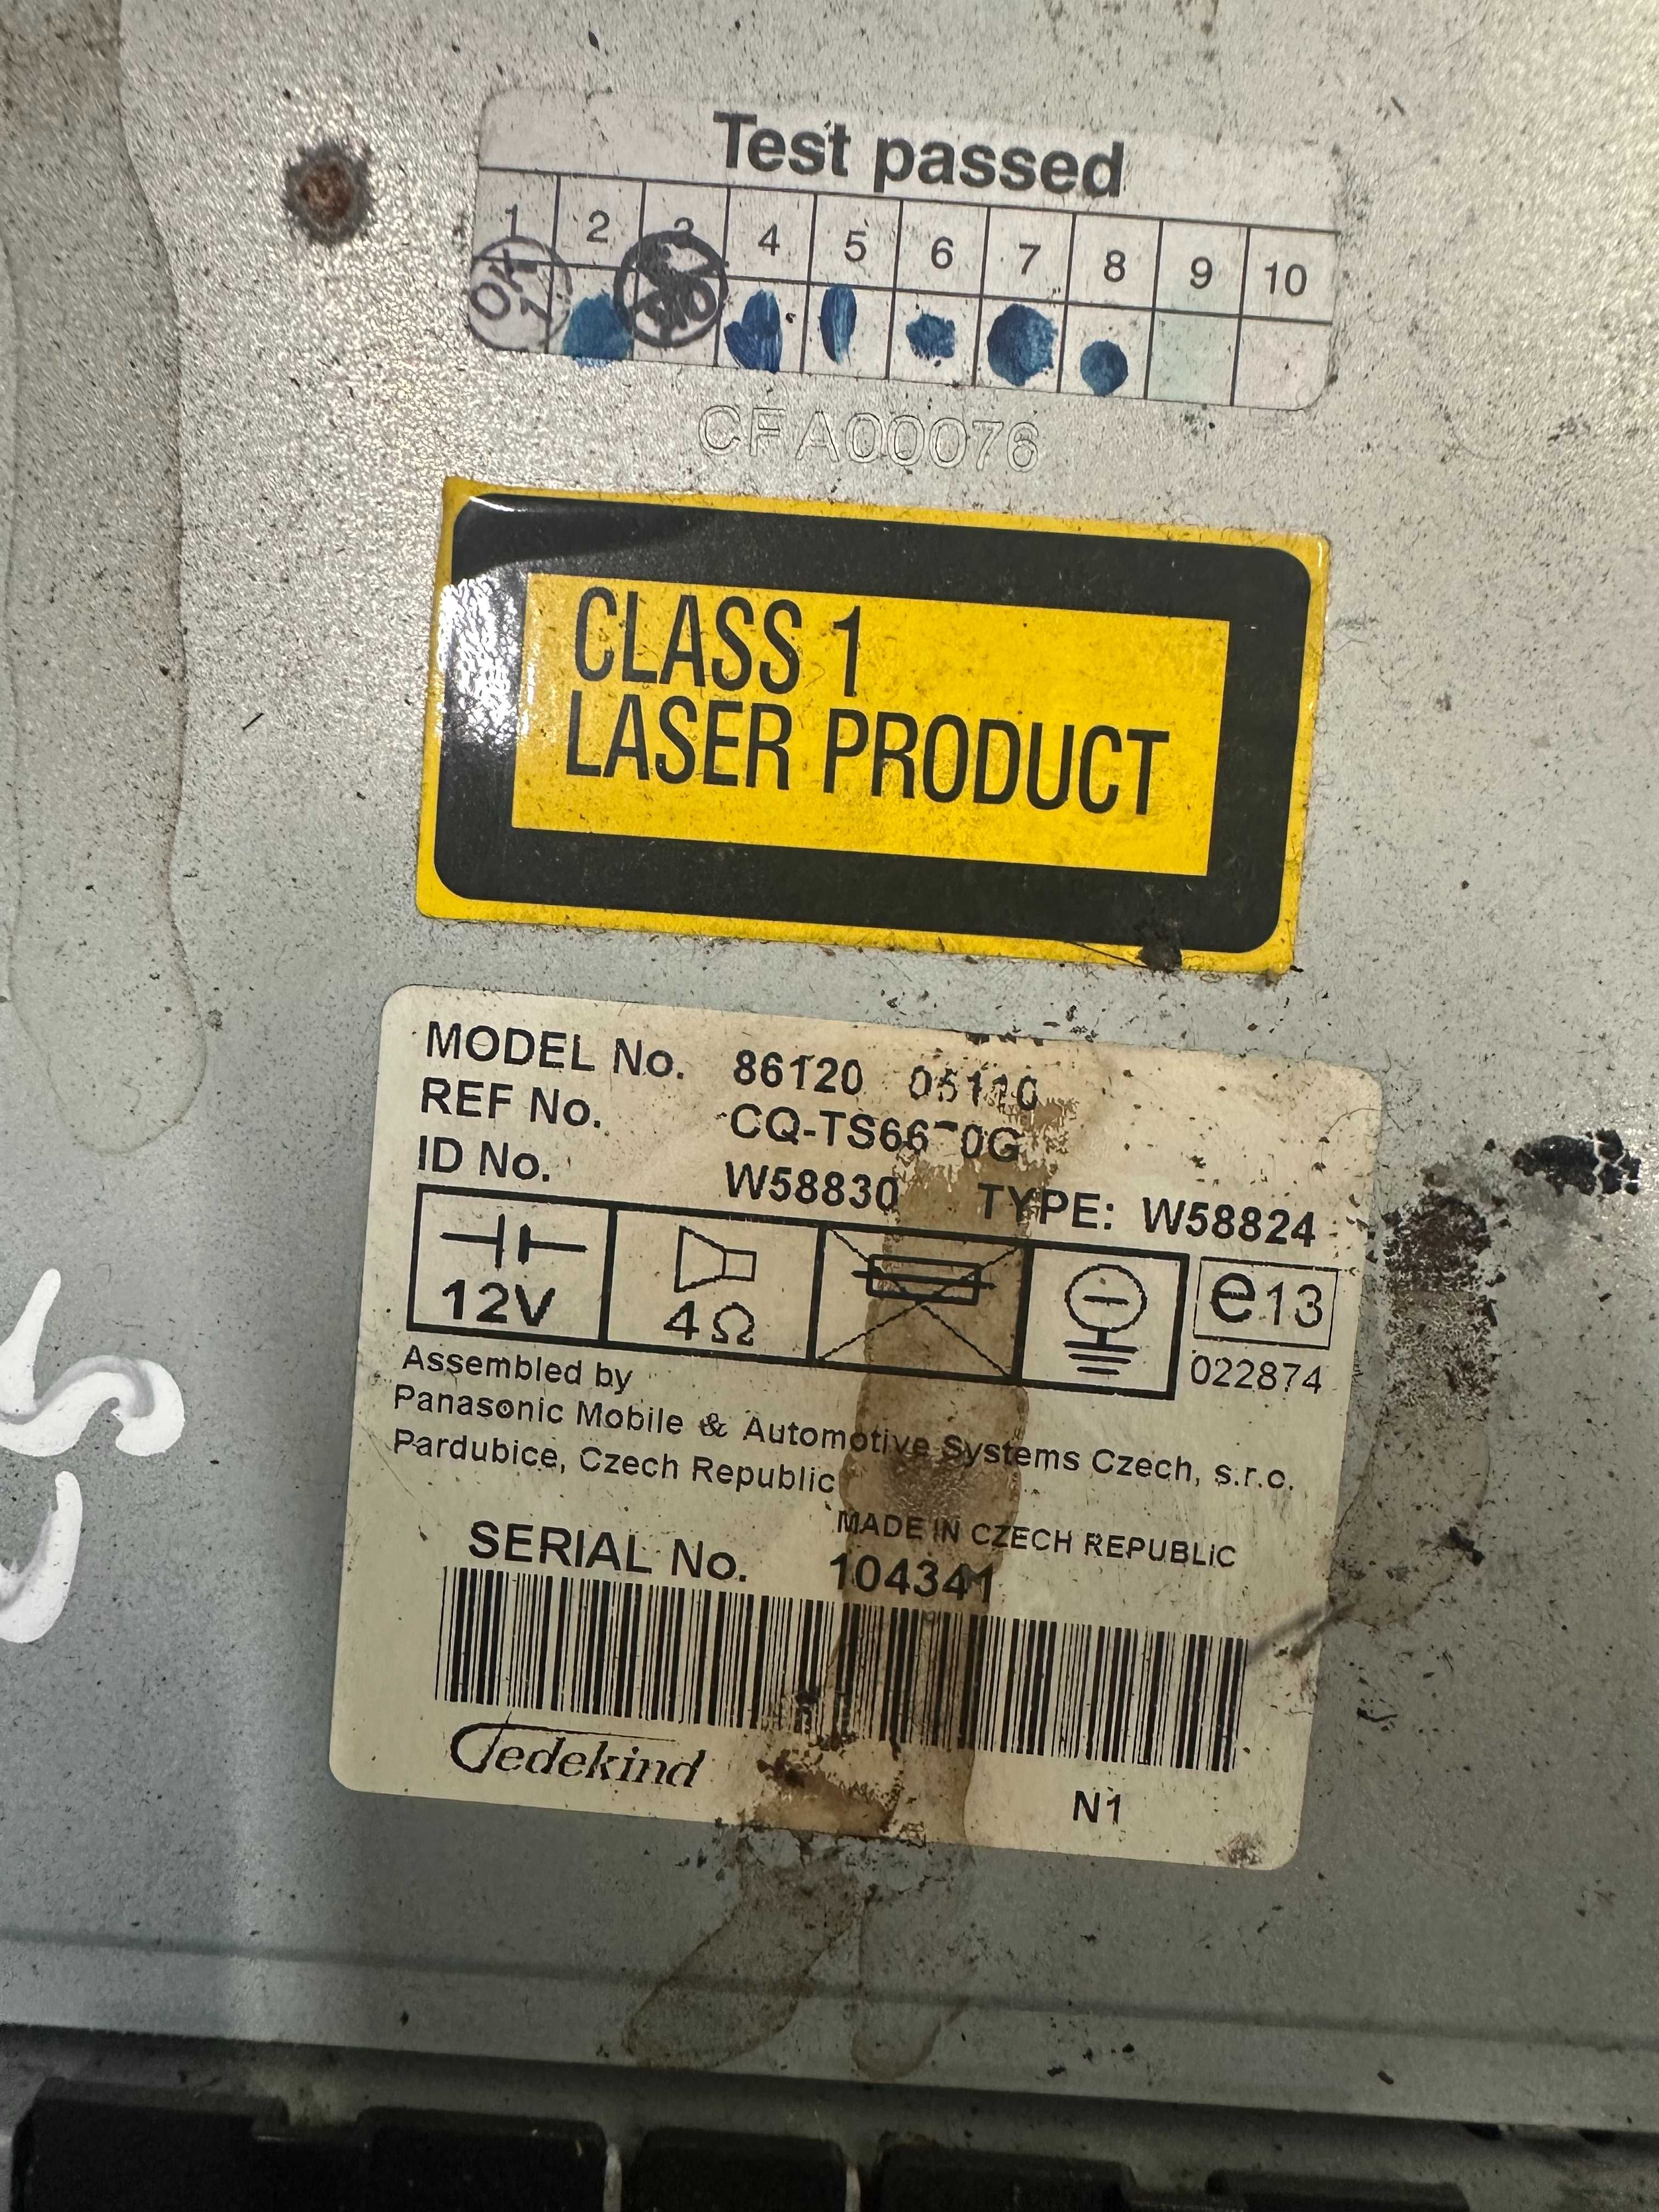 Test passed
1 2 3 4 5 6 7 8 9 10
OK
CFA00076
CLASS 1
LASER PRODUCT
MODEL No. 86120
REF No.
ID No. W58830 TYPE: W58824
12V 4Ω e13
022874
Assembled by
Panasonic Mobile & Automotive Systems Czech, s.r.o.
Pardubice, Czech Republic
MADE IN CZECH REPUBLIC
SERIAL No. 104341
Jedekind
N1